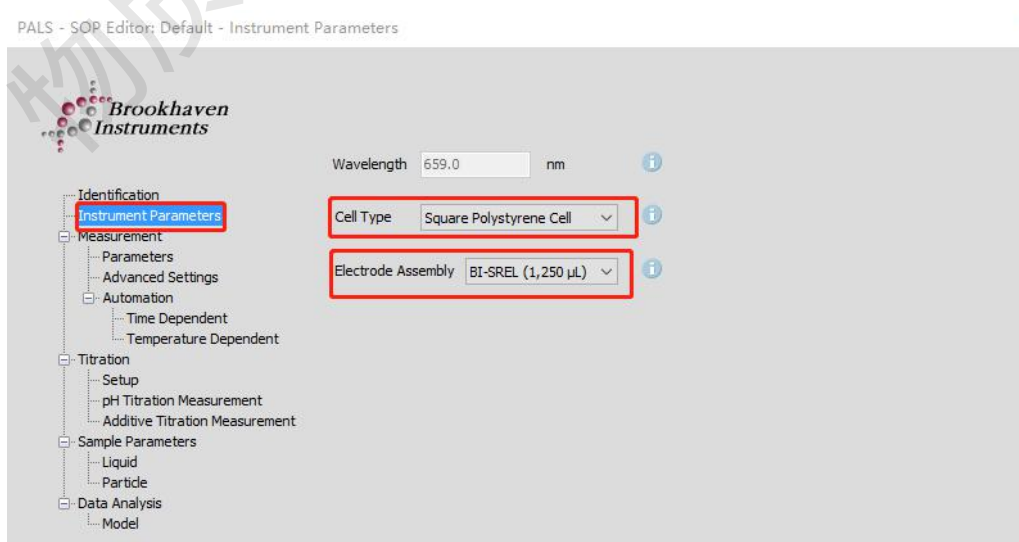 PALS - SOP Editor: Default - Instrument Parameters
Brookhaven
Instruments
Wavelength 659.0 nm
Identification
Instrument Parameters
Cell Type Square Polystyrene Cell
Measurement
Parameters
Electrode Assembly BI-SREL (1,250 µL)
Advanced Settings
Automation
Time Dependent
Temperature Dependent
Titration
Setup
pH Titration Measurement
Additive Titration Measurement
Sample Parameters
Liquid
Particle
Data Analysis
Model